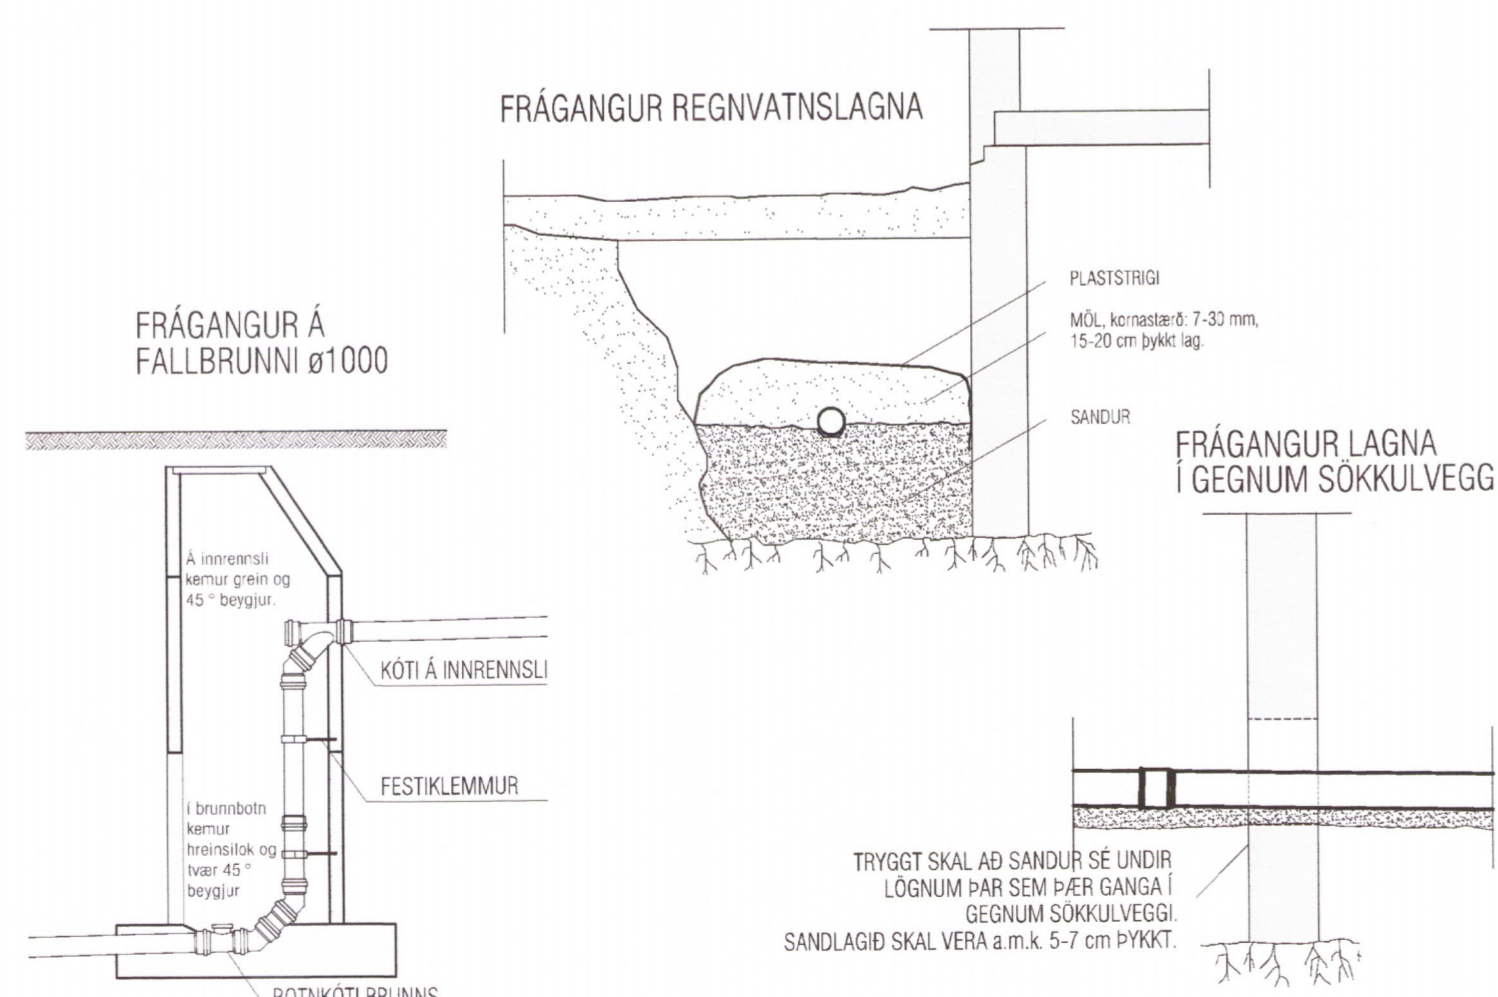 FRÁGANGUR REGNVATNSLAGNA
PLASTSTRIGI
MÖL, kornastærð: 7-30 mm,
15-20 cm þykkt lag.
SANDUR
FRÁGANGUR Á
FALLBRUNNI ø1000
Á innrennsli
kemur grein og
45 ° beygjur.
KÓTI Á INNRENNSLI
FESTIKLEMMUR
Í brunnbotn
kemur
hreinsilok og
tvær 45 °
beygjur
BOTNKÓTI BRUNNS
FRÁGANGUR LAGNA
Í GEGNUM SÖKKULVEGG
TRYGGT SKAL AÐ SANDUR SÉ UNDIR
LÖGNUM ÞAR SEM ÞÆR GANGA Í
GEGNUM SÖKKULVEGGI.
SANDLAGIÐ SKAL VERA a.m.k. 5-7 cm ÞYKKT.